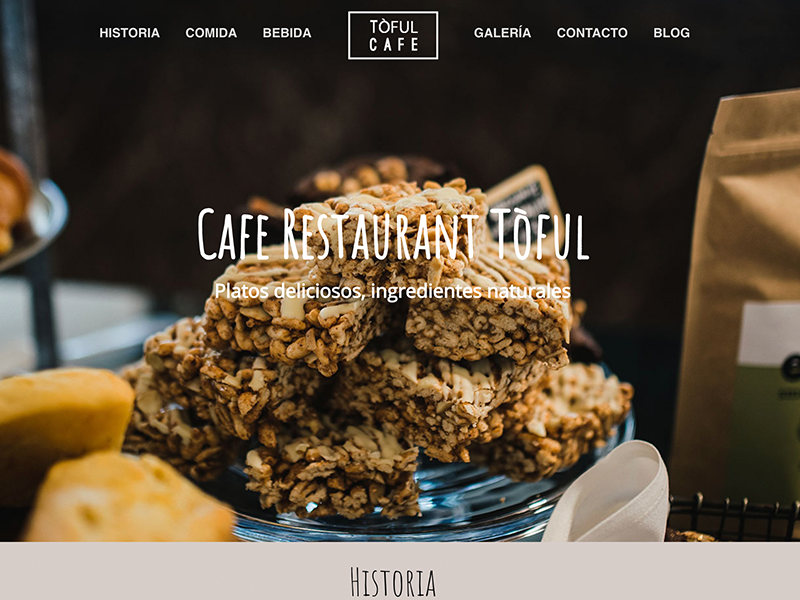 HISTORIA COMIDA BEBIDA TÒFUL CAFE GALERÍA CONTACTO BLOG
Cafe Restaurant Tòful
Platos deliciosos, ingredientes naturales
Historia